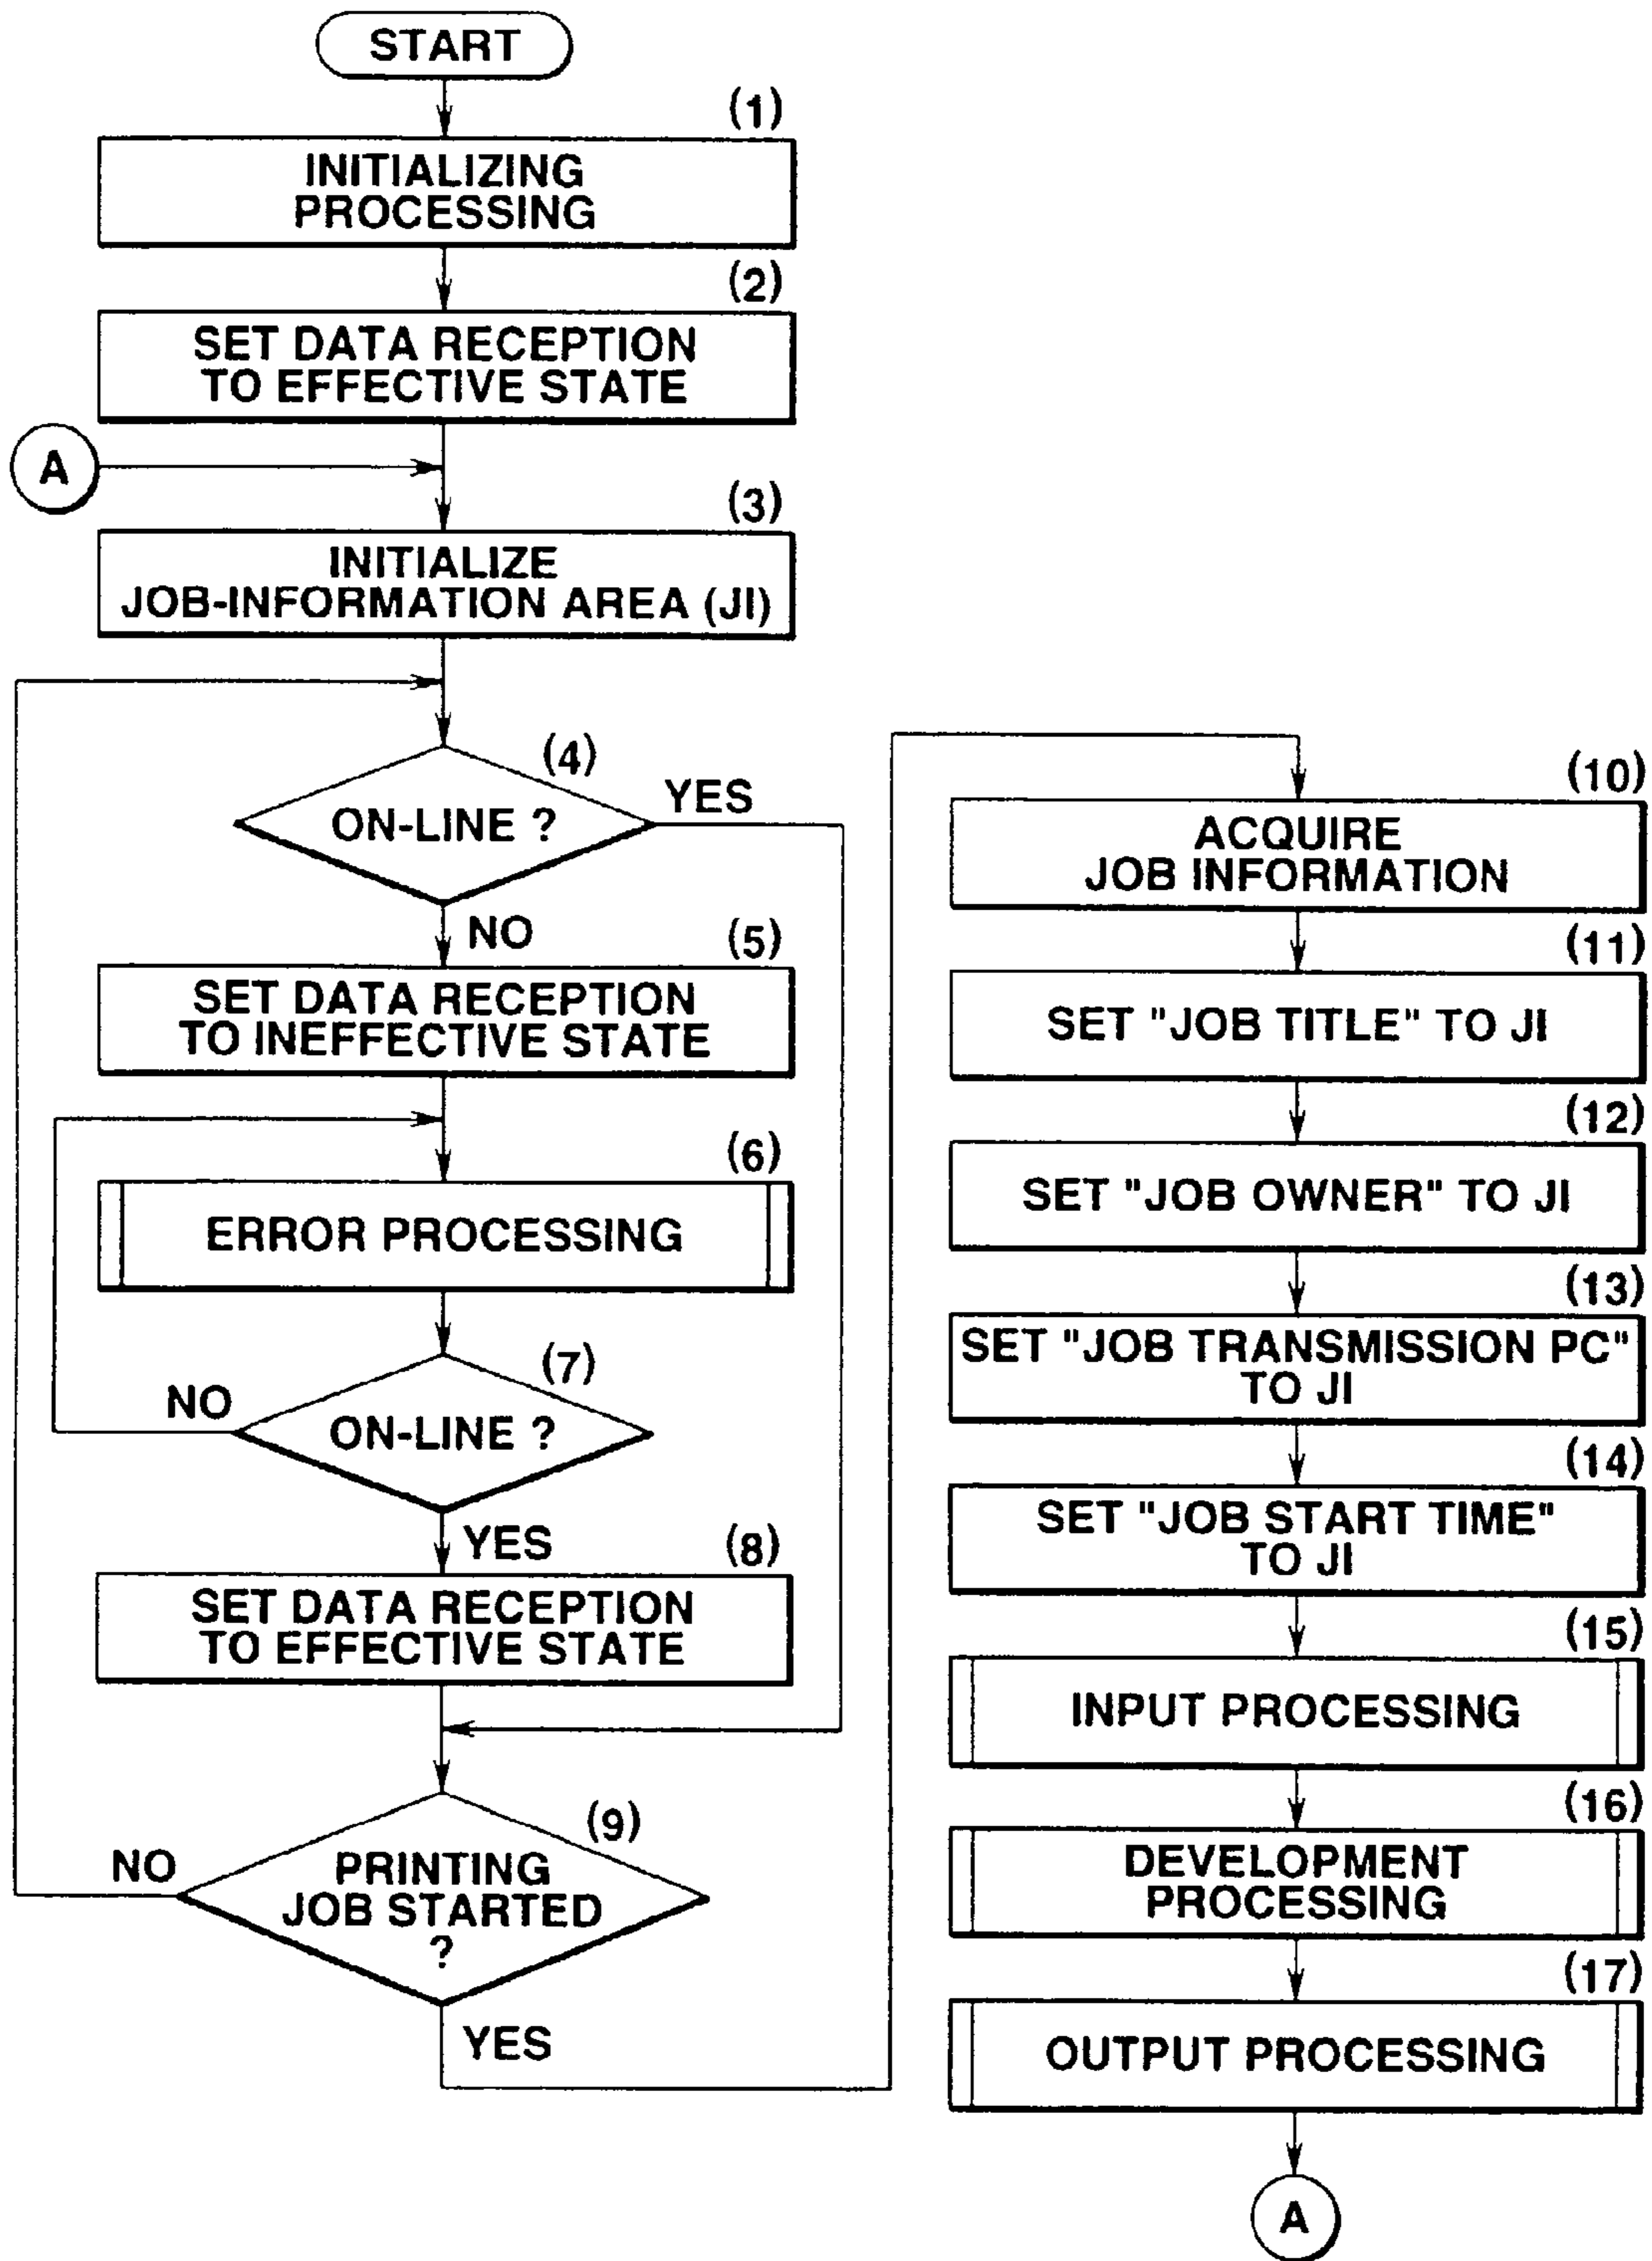 START
(1)
INITIALIZING
PROCESSING
(2)
SET DATA RECEPTION
TO EFFECTIVE STATE
A
(3)
INITIALIZE
JOB-INFORMATION AREA (JI)
(4)
ON-LINE ?
YES
NO
(5)
SET DATA RECEPTION
TO INEFFECTIVE STATE
(6)
ERROR PROCESSING
(7)
NO
ON-LINE ?
YES
(8)
SET DATA RECEPTION
TO EFFECTIVE STATE
(9)
NO
PRINTING
JOB STARTED
?
YES
(10)
ACQUIRE
JOB INFORMATION
(11)
SET "JOB TITLE" TO JI
(12)
SET "JOB OWNER" TO JI
(13)
SET "JOB TRANSMISSION PC"
TO JI
(14)
SET "JOB START TIME"
TO JI
(15)
INPUT PROCESSING
(16)
DEVELOPMENT
PROCESSING
(17)
OUTPUT PROCESSING
A